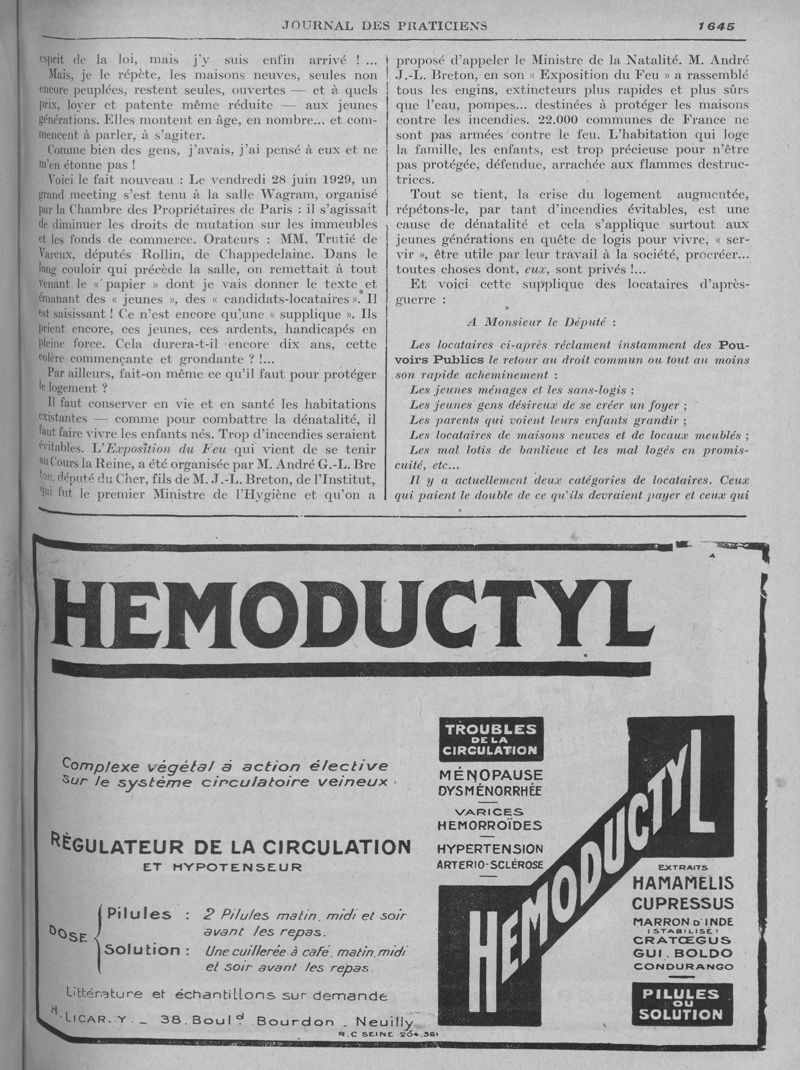 JOURNAL DES PRATICIENS
1645
esprit de la loi, mais j'y suis enfin arrivé ! ...
Mais, je le répète, les maisons neuves, seules non
encore peuplées, restent seules, ouvertes — et à quels
prix, loyer et patente même réduite — aux jeunes
générations. Elles montent en âge, en nombre... et com-
mencent à parler, à s'agiter.
Comme bien des gens, j'avais, j'ai pensé à eux et ne
m'en étonne pas !
Voici le fait nouveau : Le vendredi 28 juin 1929, un
grand meeting s'est tenu à la salle Wagram, organisé
par la Chambre des Propriétaires de Paris : il s'agissait
de diminuer les droits de mutation sur les immeubles
et les fonds de commerce. Orateurs : MM. Trutié de
Vareux, députés Rollin, de Chappedelaine. Dans le
long couloir qui précède la salle, on remettait à tout
venant le « papier » dont je vais donner le texte et
émanant des « jeunes », des « candidats-locataires ». Il
est saisissant ! Ce n'est encore qu'une « supplique ». Ils
prient encore, ces jeunes, ces ardents, handicapés en
pleine force. Cela durera-t-il encore dix ans, cette
colère commençante et grondante ? !...
Par ailleurs, fait-on même ce qu'il faut pour protéger
le logement ?
Il faut conserver en vie et en santé les habitations
existantes — comme pour combattre la dénatalité, il
faut faire vivre les enfants nés. Trop d'incendies seraient
évitables. L'Exposition du Feu qui vient de se tenir
au Cours la Reine, a été organisée par M. André G.-L. Bre
ton, député du Cher, fils de M. J.-L. Breton, de l'Institut,
qui fut le premier Ministre de l'Hygiène et qu'on a
proposé d'appeler le Ministre de la Natalité. M. André
J.-L. Breton, en son « Exposition du Feu » a rassemblé
tous les engins, extincteurs plus rapides et plus sûrs
que l'eau, pompes... destinées à protéger les maisons
contre les incendies. 22.000 communes de France ne
sont pas armées contre le feu. L'habitation qui loge
la famille, les enfants, est trop précieuse pour n'être
pas protégée, défendue, arrachée aux flammes destruc-
trices.
Tout se tient, la crise du logement augmentée,
répétons-le, par tant d'incendies évitables, est une
cause de dénatalité et cela s'applique surtout aux
jeunes générations en quête de logis pour vivre, « ser-
vir », être utile par leur travail à la société, procréer...
toutes choses dont, eux, sont privés !...
Et voici cette supplique des locataires d'après-
guerre :
A Monsieur le Député :
Les locataires ci-après réclament instamment des Pou-
voirs Publics le retour au droit commun ou tout au moins
son rapide acheminement :
Les jeunes ménages et les sans-logis ;
Les jeunes gens désireux de se créer un foyer ;
Les parents qui voient leurs enfants grandir ;
Les locataires de maisons neuves et de locaux meublés ;
Les mal lotis de banlieue et les mal logés en promis-
cuité, etc...
Il y a actuellement deux catégories de locataires. Ceux
qui paient le double de ce qu'ils devraient payer et ceux qui
HEMODUCTYL
Complexe végétal à action élective
sur le système circulatoire veineux
RÉGULATEUR DE LA CIRCULATION
ET HYPOTENSEUR
DOSE
Pilules : 2 Pilules matin, midi et soir
avant les repas.
Solution : Une cuillerée à café, matin, midi
et soir avant les repas.
Littérature et échantillons sur demande
H. LICARDY _ 38, Bould Bourdon _ Neuilly
R.C SEINE 204.361
TROUBLES
DE LA
CIRCULATION
MÉNOPAUSE
DYSMÉNORRHÉE
VARICES
HEMORROÏDES
HYPERTENSION
ARTERIO-SCLÉROSE
HEMODUCTYL
EXTRAITS
HAMAMÉLIS
CUPRESSUS
MARRON D'INDE
(STABILISÉ)
CRATŒGUS
GUI. BOLDO
CONDURANGO
PILULES
OU
SOLUTION